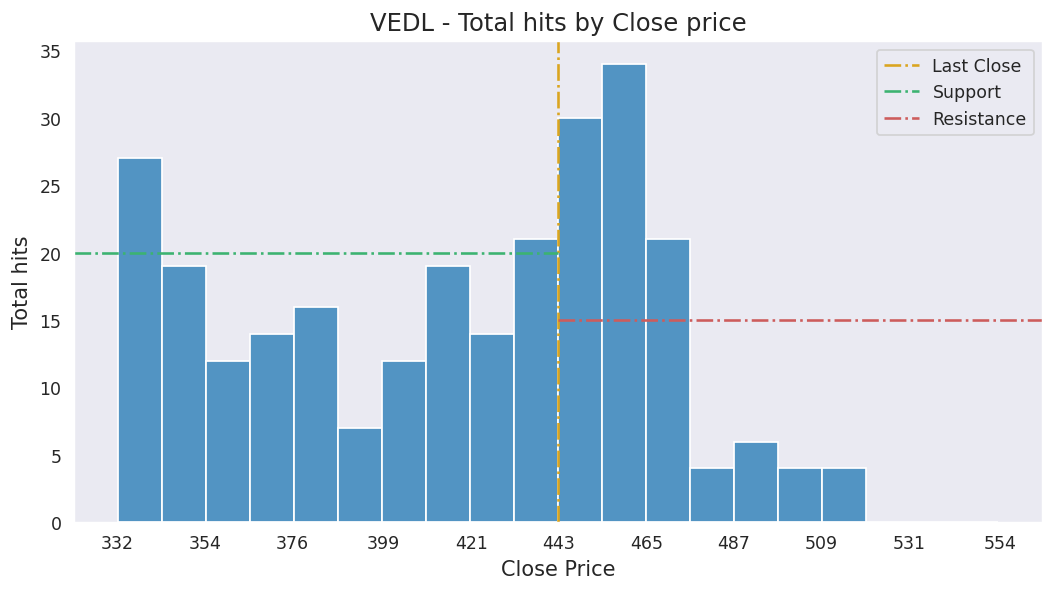 VEDL - Total hits by Close price
Last Close
Support
Resistance
Total hits
35
30
25
20
15
10
5
0
332 354 376 399 421 443 465 487 509 531 554
Close Price